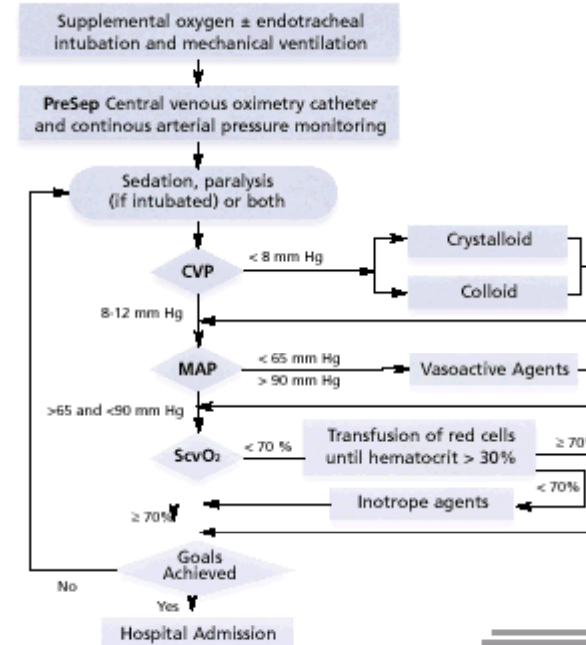 Supplemental oxygen ± endotracheal
intubation and mechanical ventilation
PreSep Central venous oximetry catheter
and continous arterial pressure monitoring
Sedation, paralysis
(if intubated) or both
CVP
< 8 mm Hg
Crystalloid
Colloid
8-12 mm Hg
MAP
< 65 mm Hg
> 90 mm Hg
Vasoactive Agents
>65 and <90 mm Hg
ScvO₂
< 70 %
Transfusion of red cells
until hematocrit > 30%
≥ 70%
< 70%
Inotrope agents
≥ 70%
Goals
Achieved
No
Yes
Hospital Admission